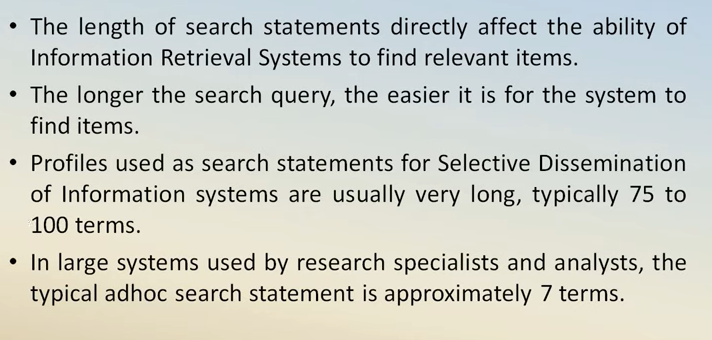 • The length of search statements directly affect the ability of
Information Retrieval Systems to find relevant items.
• The longer the search query, the easier it is for the system to
find items.
• Profiles used as search statements for Selective Dissemination
of Information systems are usually very long, typically 75 to
100 terms.
• In large systems used by research specialists and analysts, the
typical adhoc search statement is approximately 7 terms.